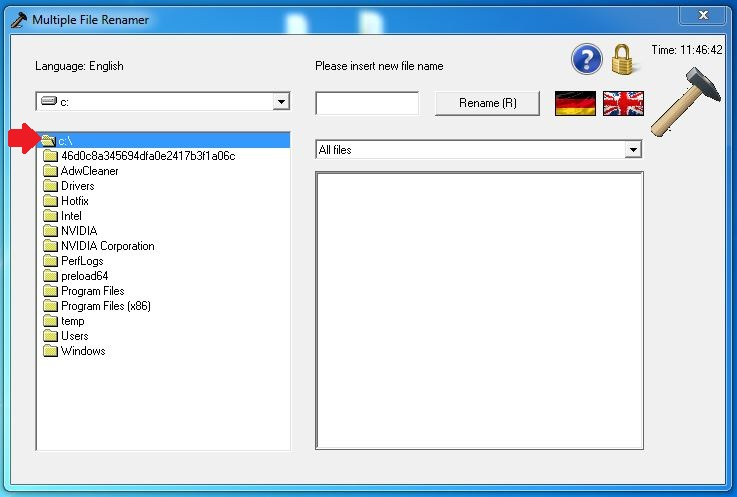 Multiple File Renamer
Language: English
Please insert new file name
Time: 11:46:42
c:
Rename (R)
c:\
46d0c8a345694dfa0e2417b3f1a06c
AdwCleaner
Drivers
Hotfix
Intel
NVIDIA
NVIDIA Corporation
PerfLogs
preload64
Program Files
Program Files (x86)
temp
Users
Windows
All files